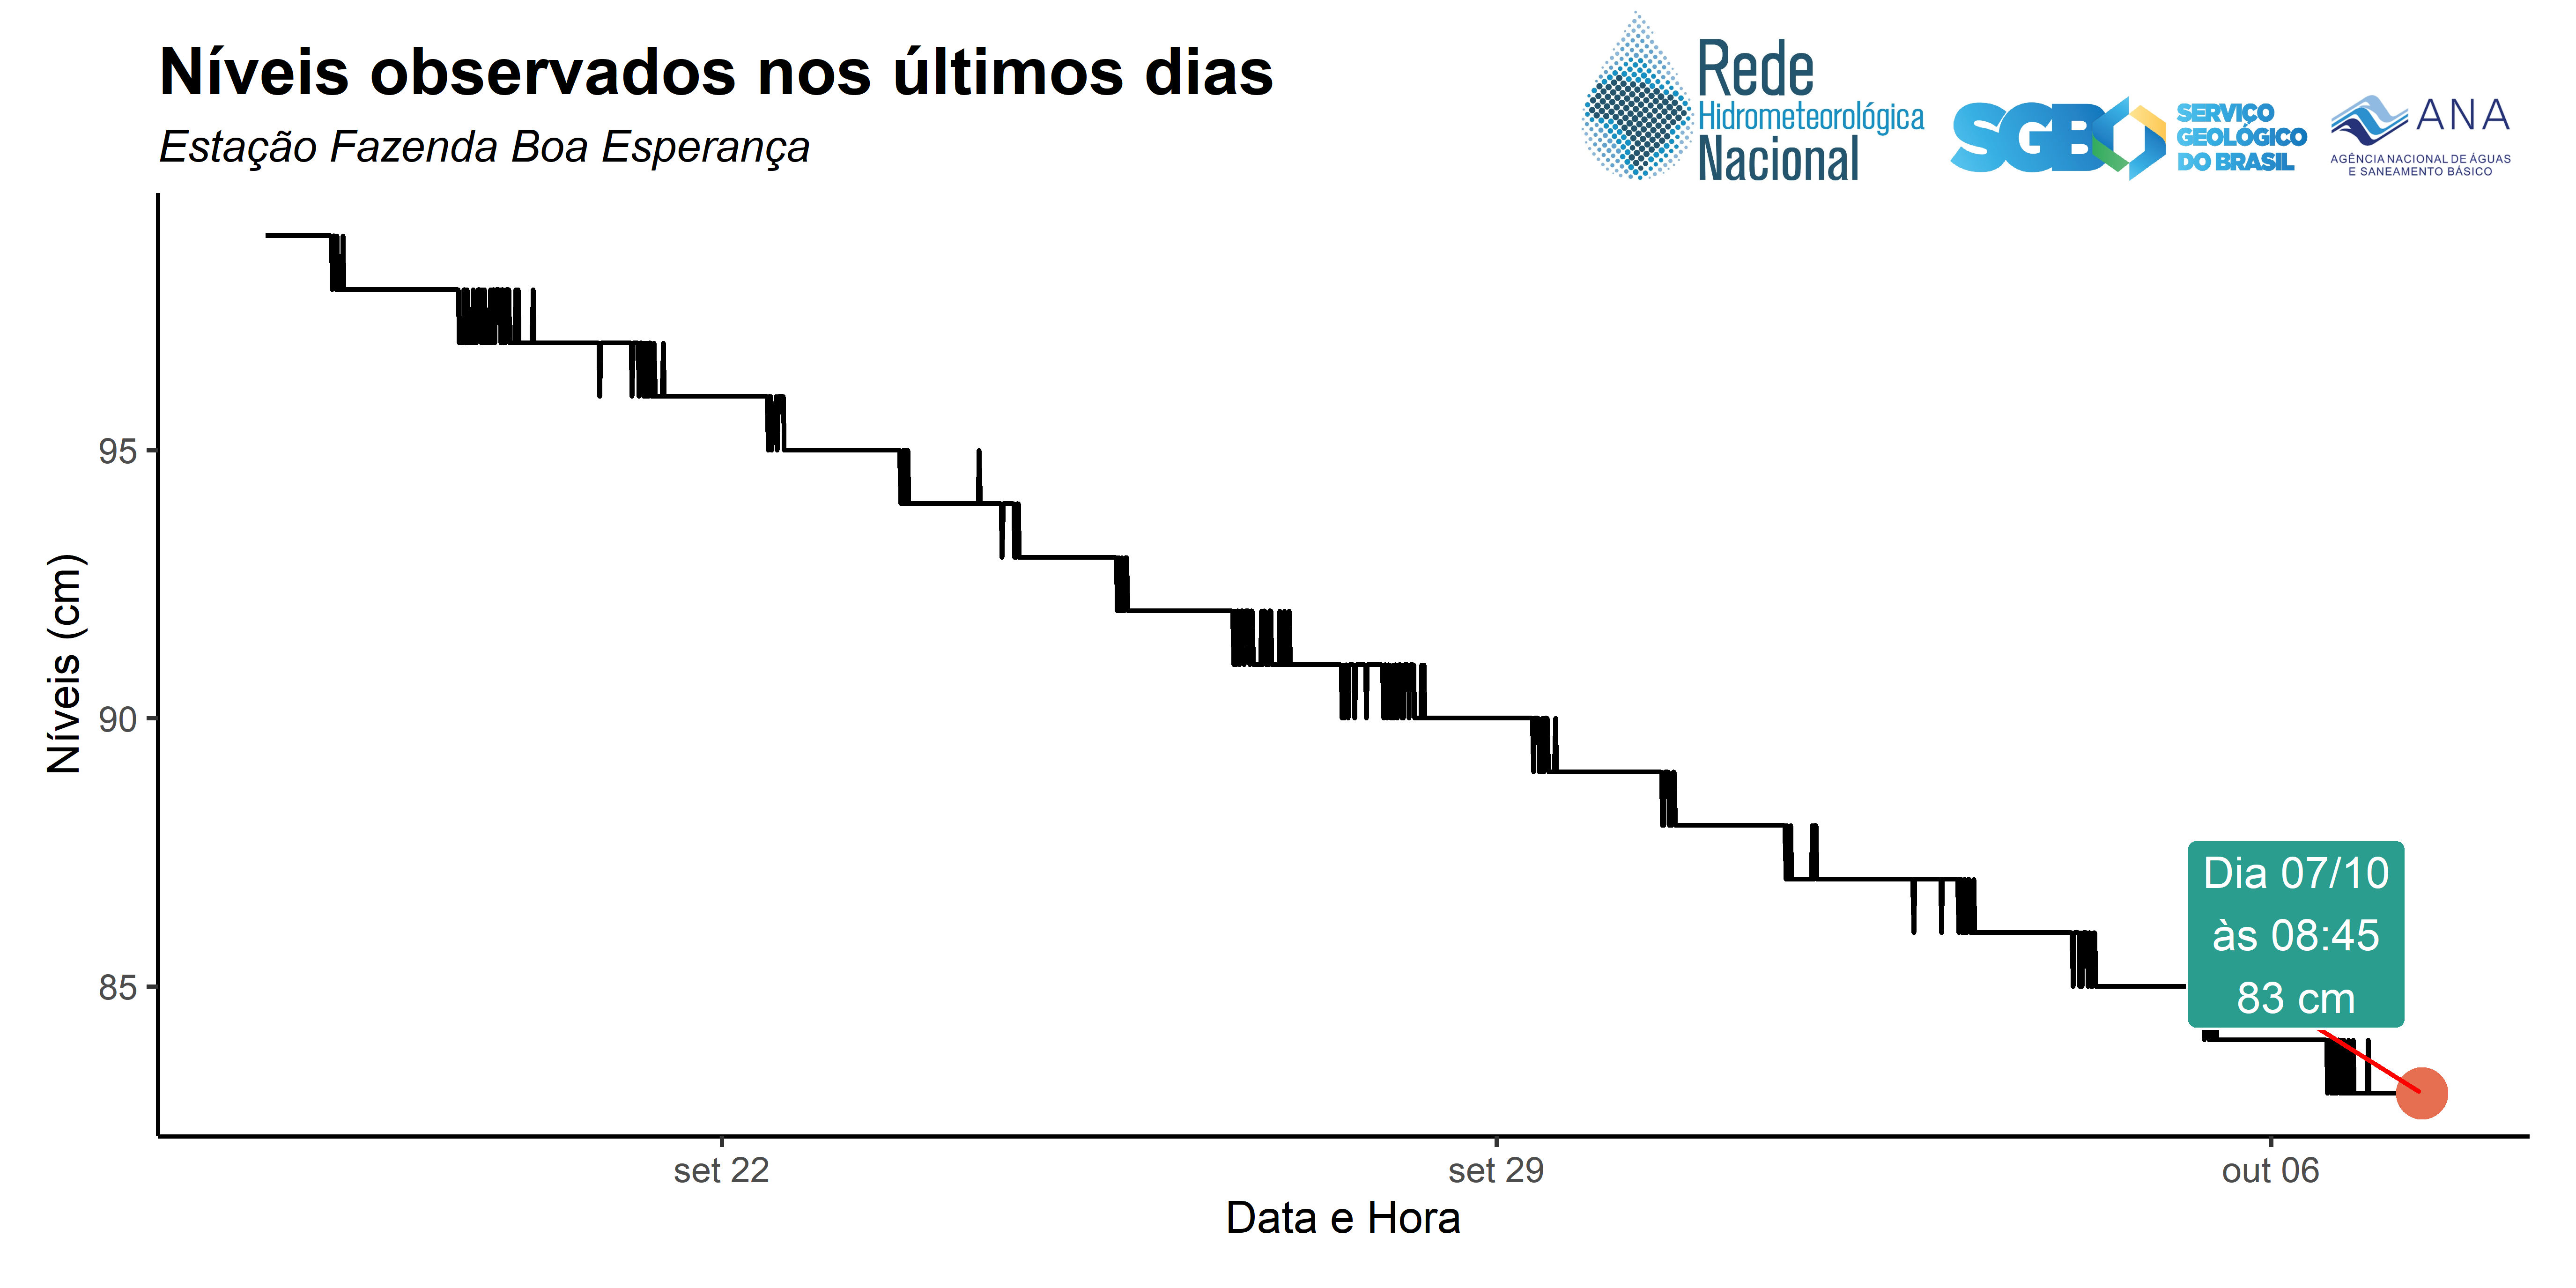 Níveis observados nos últimos dias
Estação Fazenda Boa Esperança
Rede
Hidrometeorológica
Nacional
SGB
SERVIÇO
GEOLÓGICO
DO BRASIL
ANA
AGÊNCIA NACIONAL DE ÁGUAS
E SANEAMENTO BÁSICO
Níveis (cm)
95
90
85
Dia 07/10
às 08:45
83 cm
set 22
set 29
out 06
Data e Hora